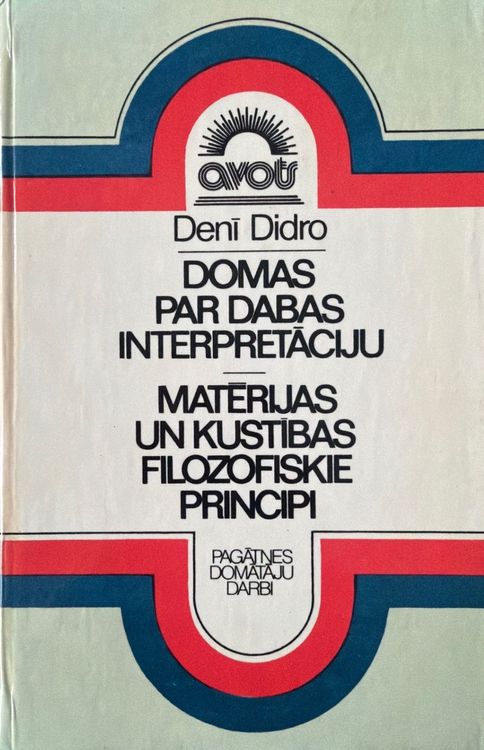 avots
Denī Didro
DOMAS
PAR DABAS
INTERPRETĀCIJU
MATĒRIJAS
UN KUSTĪBAS
FILOZOFISKIE
PRINCIPI
PAGĀTNES
DOMĀTĀJU
DARBI